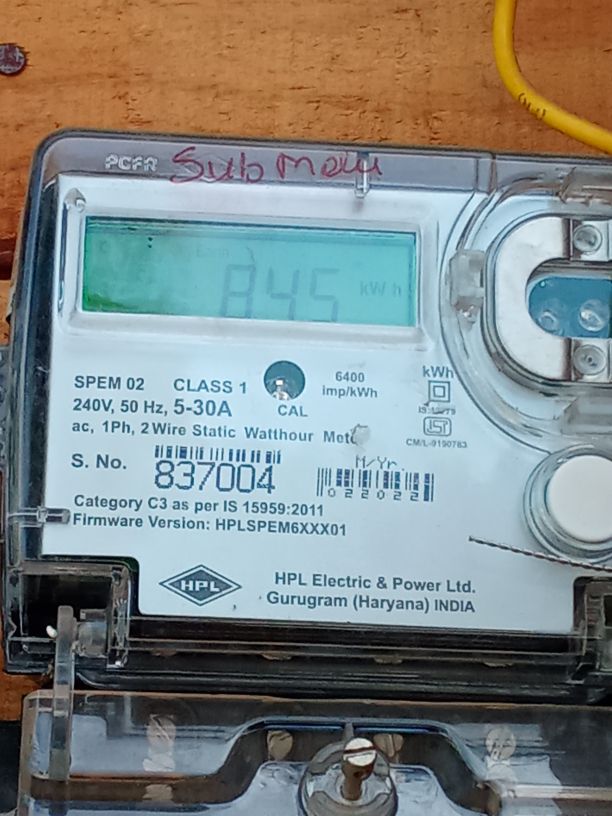 PCFR Sub Mou
845 kWh
SPEM 02 CLASS 1
6400
imp/kWh
kWh
CAL
240V, 50 Hz, 5-30A
ac, 1Ph, 2 Wire Static Watthour
CM/L-9190783
S. No. 837004
M/Yr.
022022
Category C3 as per IS 15959:2011
Firmware Version: HPLSPEM6XXX01
HPL
HPL Electric & Power Ltd.
Gurugram (Haryana) INDIA